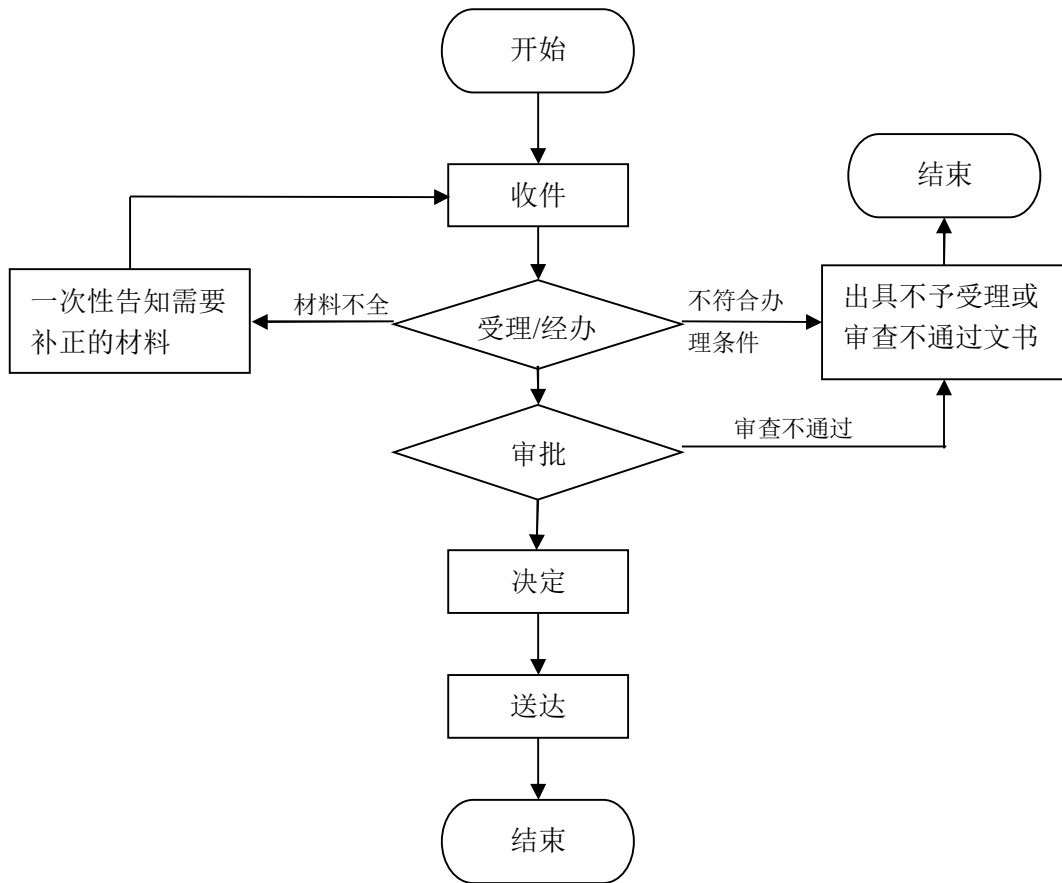 开始
收件
结束
一次性告知需要
补正的材料
材料不全
受理/经办
不符合办
理条件
出具不予受理或
审查不通过文书
审批
审查不通过
决定
送达
结束